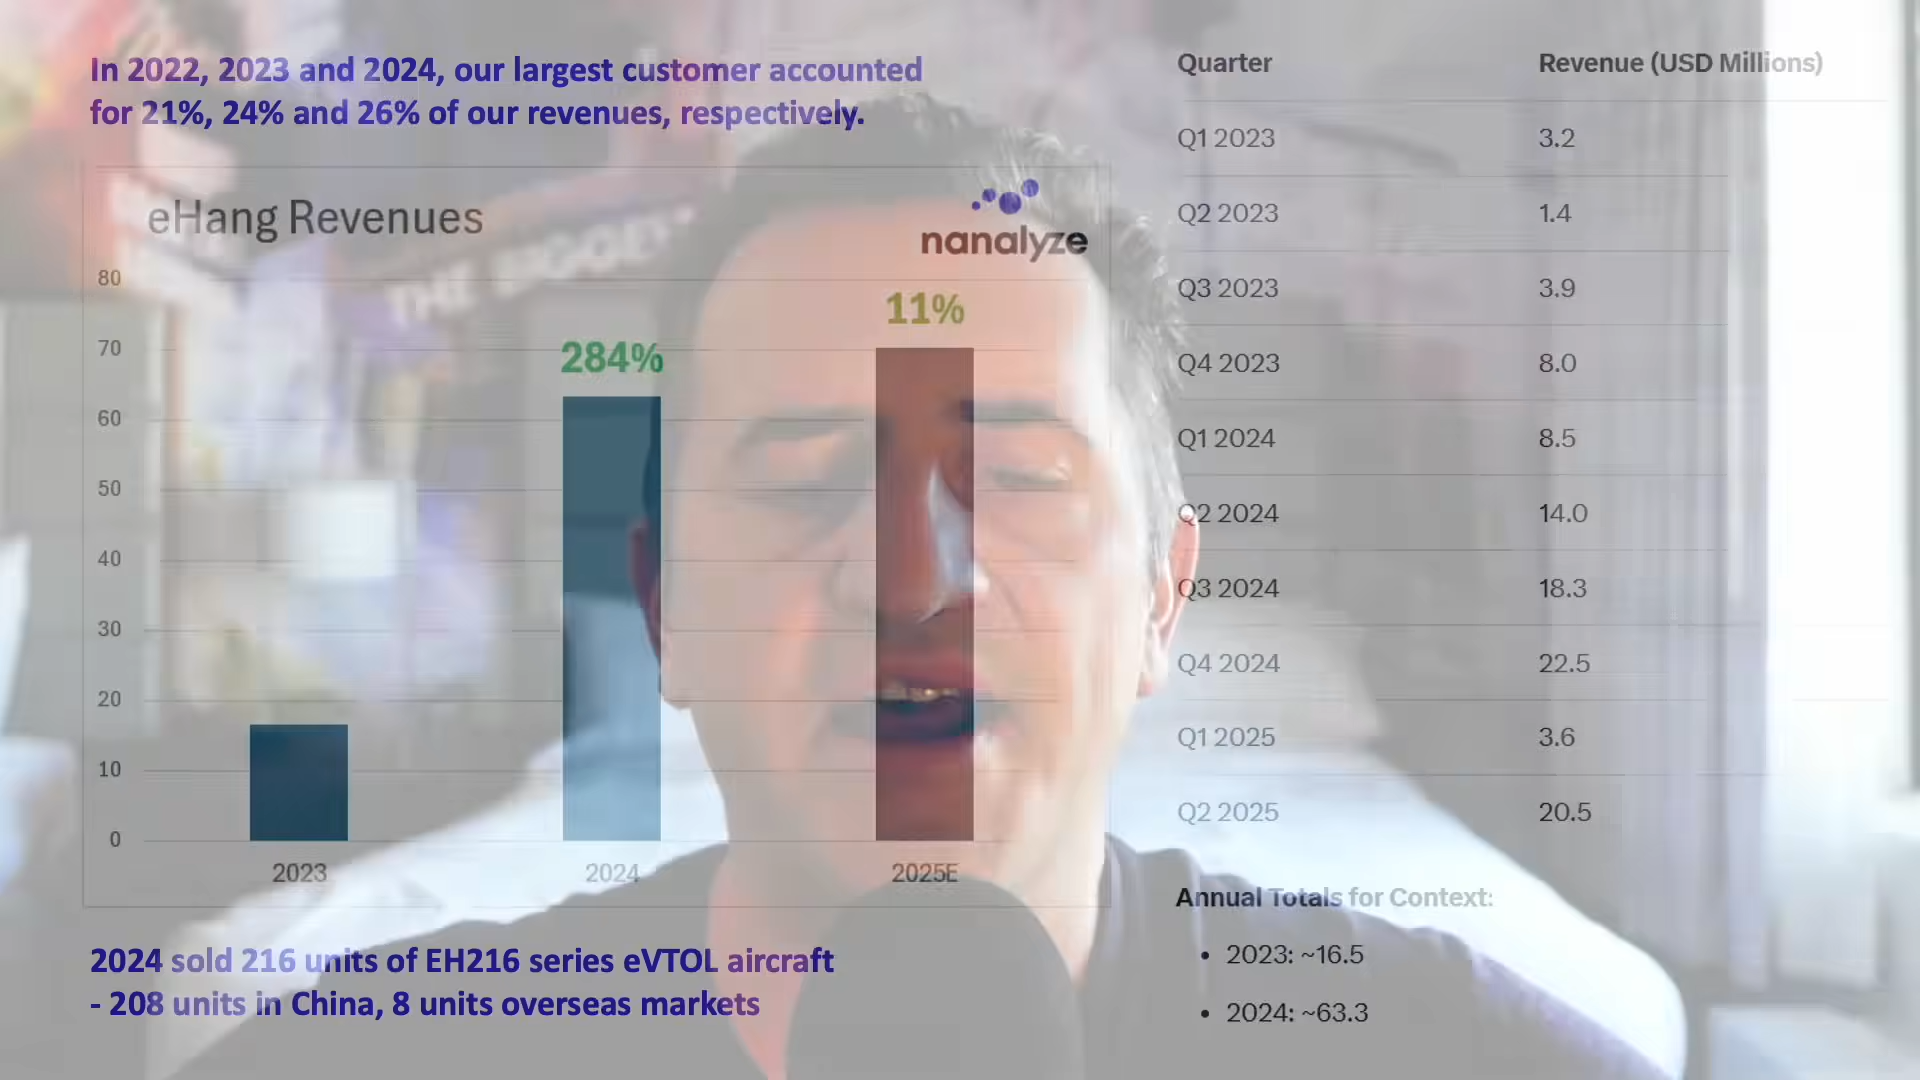 In 2022, 2023 and 2024, our largest customer accounted
for 21%, 24% and 26% of our revenues, respectively.
eHang Revenues
nanalyze
80
70
60
50
40
30
20
10
0
284%
11%
2023
2024
2025E
2024 sold 216 units of EH216 series eVTOL aircraft
- 208 units in China, 8 units overseas markets
Quarter Revenue (USD Millions)
Q1 2023 3.2
Q2 2023 1.4
Q3 2023 3.9
Q4 2023 8.0
Q1 2024 8.5
Q2 2024 14.0
Q3 2024 18.3
Q4 2024 22.5
Q1 2025 3.6
Q2 2025 20.5
Annual Totals for Context:
• 2023: ~16.5
• 2024: ~63.3
THE